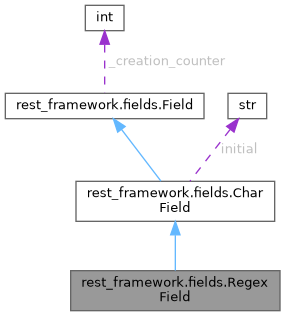 int
str
_creation_counter
rest_framework.fields.Field
initial
rest_framework.fields.Char
Field
rest_framework.fields.Regex
Field